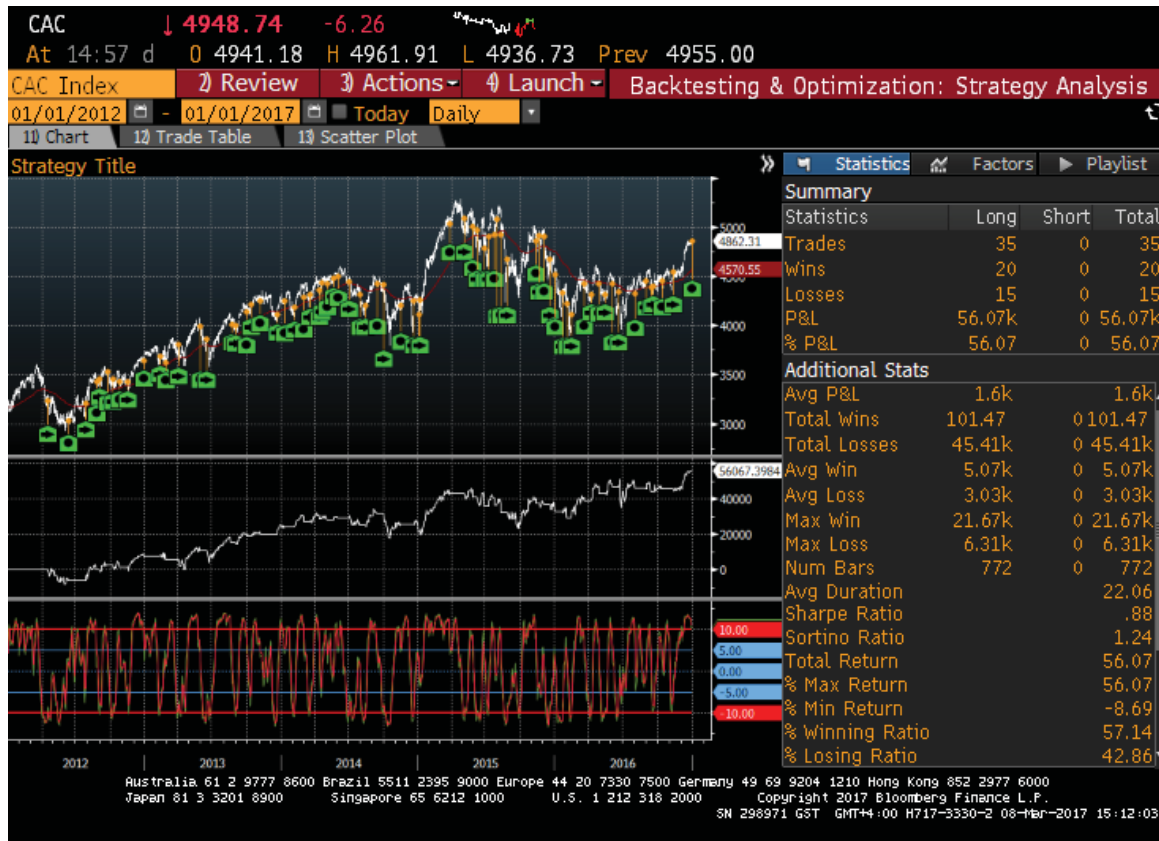 CAC ↓ 4948.74 -6.26
At 14:57 d O 4941.18 H 4961.91 L 4936.73 Prev 4955.00
CAC Index 2) Review 3) Actions 4) Launch Backtesting & Optimization: Strategy Analysis
01/01/2012 - 01/01/2017 Today Daily
11) Chart 12) Trade Table 13) Scatter Plot
Strategy Title » Statistics Factors Playlist
Summary
Statistics Long Short Total
Trades 35 0 35
Wins 20 0 20
Losses 15 0 15
P&L 56.07k 0 56.07k
% P&L 56.07 0 56.07
Additional Stats
Avg P&L 1.6k 1.6k
Total Wins 101.47 0 101.47
Total Losses 45.41k 0 45.41k
Avg Win 5.07k 0 5.07k
Avg Loss 3.03k 0 3.03k
Max Win 21.67k 0 21.67k
Max Loss 6.31k 0 6.31k
Num Bars 772 0 772
Avg Duration 22.06
Sharpe Ratio .88
Sortino Ratio 1.24
Total Return 56.07
% Max Return 56.07
% Min Return -8.69
% Winning Ratio 57.14
% Losing Ratio 42.86
5000
4862.31
4570.55
4000
3500
3000
56067.3984
40000
20000
0
10.00
5.00
0.00
-5.00
-10.00
2012 2013 2014 2015 2016
Australia 61 2 9777 8600 Brazil 5511 2395 9000 Europe 44 20 7330 7500 Germany 49 69 9204 1210 Hong Kong 852 2977 6000
Japan 81 3 3201 8900 Singapore 65 6212 1000 U.S. 1 212 318 2000 Copyright 2017 Bloomberg Finance L.P.
SN 298971 GST GMT+4:00 H717-3330-2 08-Mar-2017 15:12:03